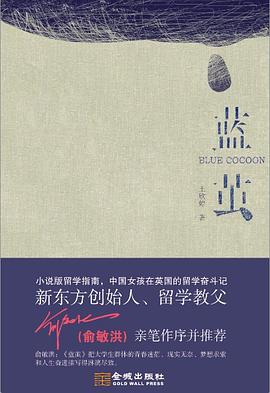 蓝茧
BLUE COCOON
王欣婷 著
小说版留学指南，中国女孩在英国的留学奋斗记
新东方创始人、留学教父
（俞敏洪）亲笔作序并推荐
俞敏洪：《蓝茧》把大学生群体的青春迷茫、现实无奈、梦想求索
和人生奋进描写得淋漓尽致。
金城出版社
GOLD WALL PRESS